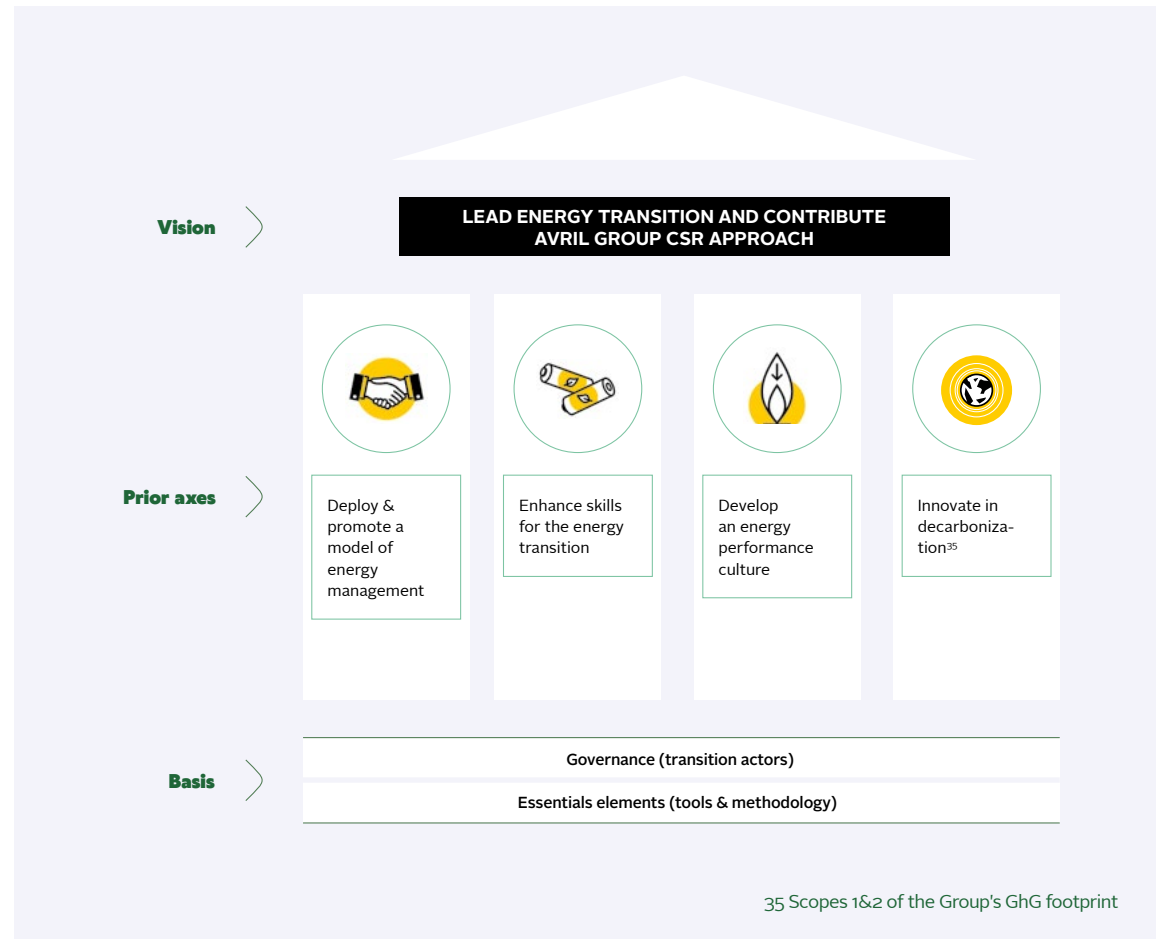 Vision
LEAD ENERGY TRANSITION AND CONTRIBUTE
AVRIL GROUP CSR APPROACH
Prior axes
Deploy &
promote a
model of
energy
management
Enhance skills
for the energy
transition
Develop
an energy
performance
culture
Innovate in
decarboniza-
tion35
Basis
Governance (transition actors)
Essentials elements (tools & methodology)
35 Scopes 1&2 of the Group's GhG footprint